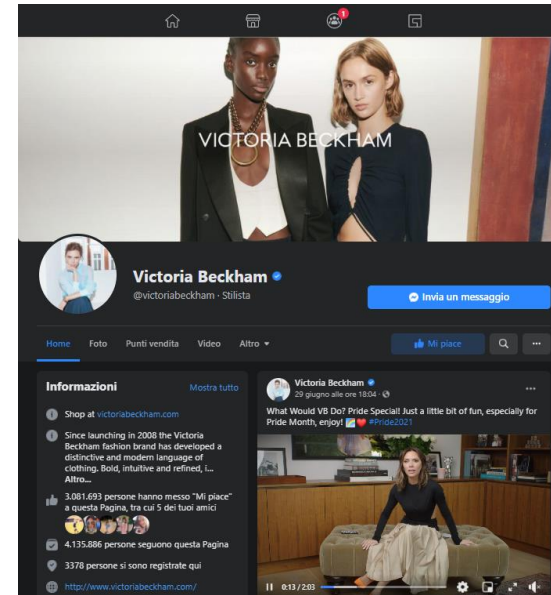 1
VICTORIA BECKHAM
Victoria Beckham
@victoriabeckham · Stilista
Invia un messaggio
Home Foto Punti vendita Video Altro
Mi piace
Informazioni
Mostra tutto
Shop at victoriabeckham.com
Since launching in 2008 the Victoria
Beckham fashion brand has developed a
distinctive and modern language of
clothing. Bold, intuitive and refined, i...
Altro...
3.081.693 persone hanno messo "Mi piace"
a questa Pagina, tra cui 5 dei tuoi amici
4.135.886 persone seguono questa Pagina
3378 persone si sono registrate qui
http://www.victoriabeckham.com/
Victoria Beckham
29 giugno alle ore 18:04 ·
What Would VB Do? Pride Special! Just a little bit of fun, especially for
Pride Month, enjoy! #Pride2021
0:13 / 2:03